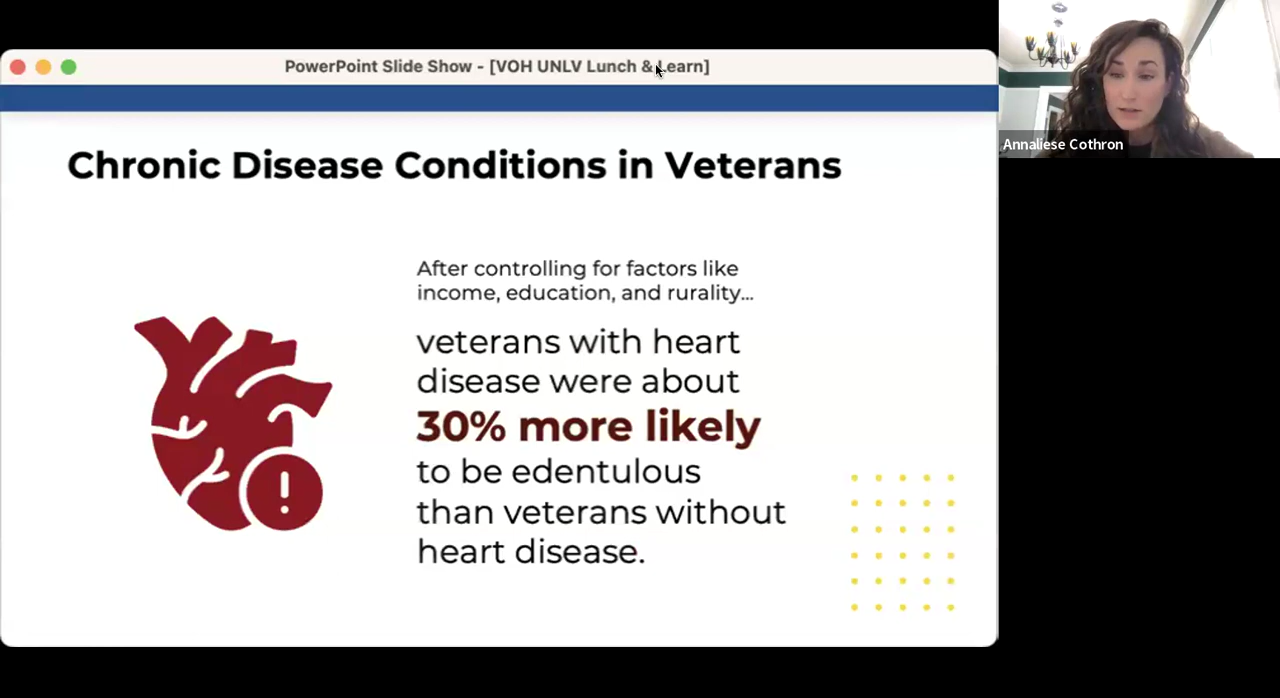 PowerPoint Slide Show - [VOH UNLV Lunch & Learn]
Annaliese Cothron
Chronic Disease Conditions in Veterans
After controlling for factors like
income, education, and rurality...
veterans with heart
disease were about
30% more likely
to be edentulous
than veterans without
heart disease.
!